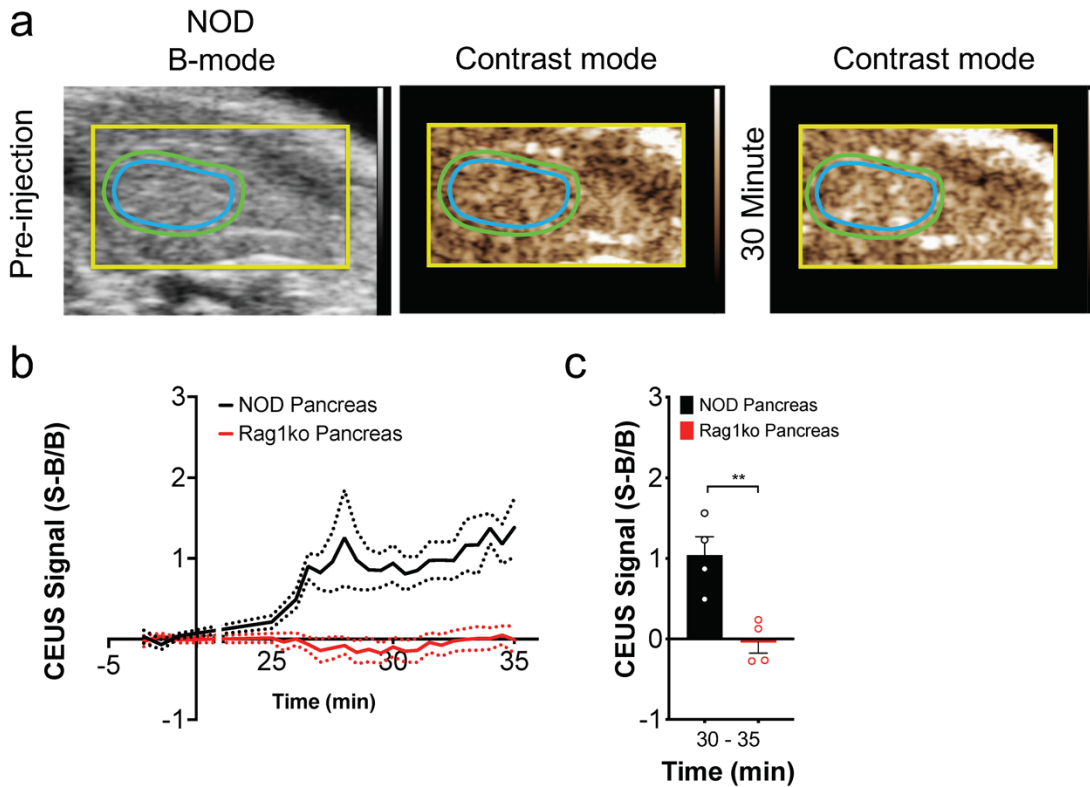 a
NOD
B-mode
Contrast mode
Contrast mode
Pre-injection
30 Minute
b
CEUS Signal (S-B/B)
3
2
1
0
-1
NOD Pancreas
Rag1ko Pancreas
-5
25
30
35
Time (min)
c
CEUS Signal (S-B/B)
3
2
1
0
-1
NOD Pancreas
Rag1ko Pancreas
**
30 - 35
Time (min)